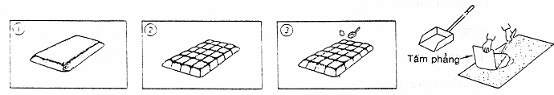 ①
②
③
Tấm phẳng